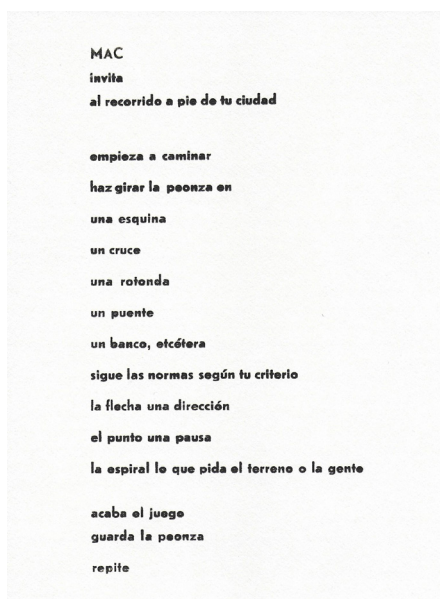 MAC
invita
al recorrido a pie de tu ciudad
empieza a caminar
haz girar la peonza en
una esquina
un cruce
una rotonda
un puente
un banco, etcétera
sigue las normas según tu criterio
la flecha una dirección
el punto una pausa
la espiral lo que pida el terreno o la gente
acaba el juego
guarda la peonza
repite